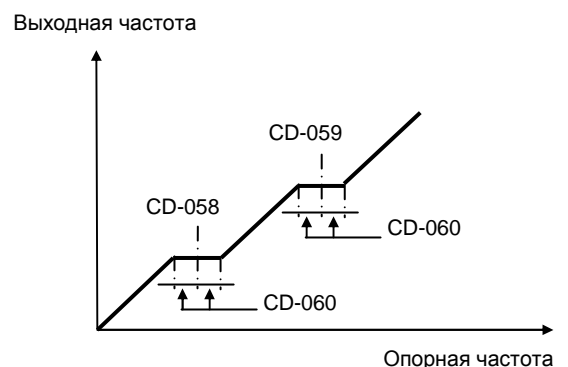 Выходная частота
CD-059
CD-058
CD-060
CD-060
Опорная частота